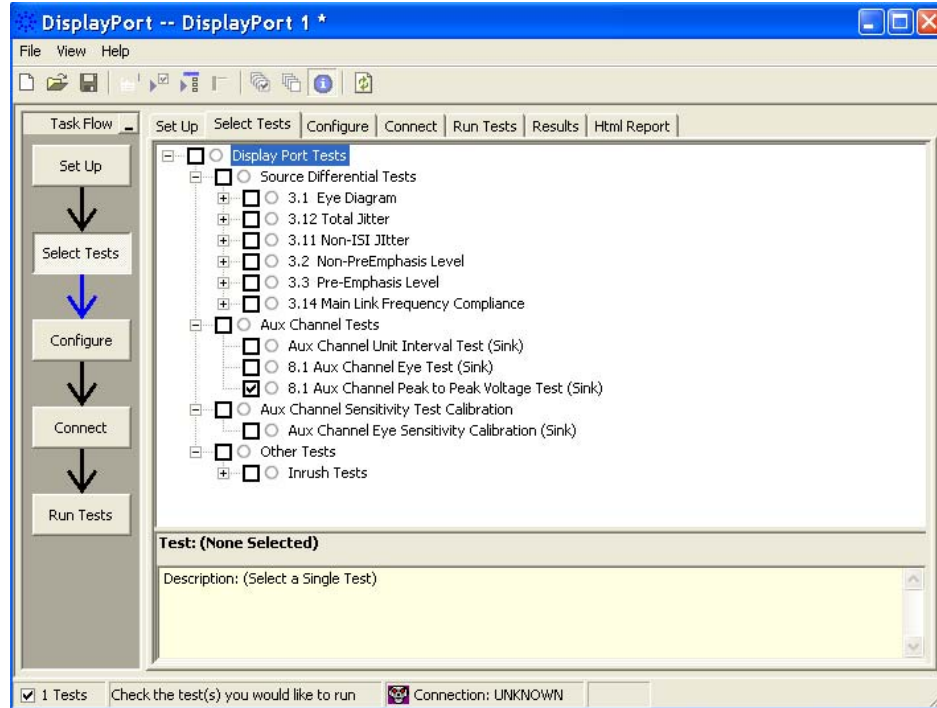 DisplayPort -- DisplayPort 1 *
File View Help
Task Flow
Set Up
Select Tests
Configure
Connect
Run Tests
Set Up Select Tests Configure Connect Run Tests Results Html Report
Display Port Tests
Source Differential Tests
3.1 Eye Diagram
3.12 Total Jitter
3.11 Non-ISI JItter
3.2 Non-PreEmphasis Level
3.3 Pre-Emphasis Level
3.14 Main Link Frequency Compliance
Aux Channel Tests
Aux Channel Unit Interval Test (Sink)
8.1 Aux Channel Eye Test (Sink)
8.1 Aux Channel Peak to Peak Voltage Test (Sink)
Aux Channel Sensitivity Test Calibration
Aux Channel Eye Sensitivity Calibration (Sink)
Other Tests
Inrush Tests
Test: (None Selected)
Description: (Select a Single Test)
1 Tests Check the test(s) you would like to run Connection: UNKNOWN